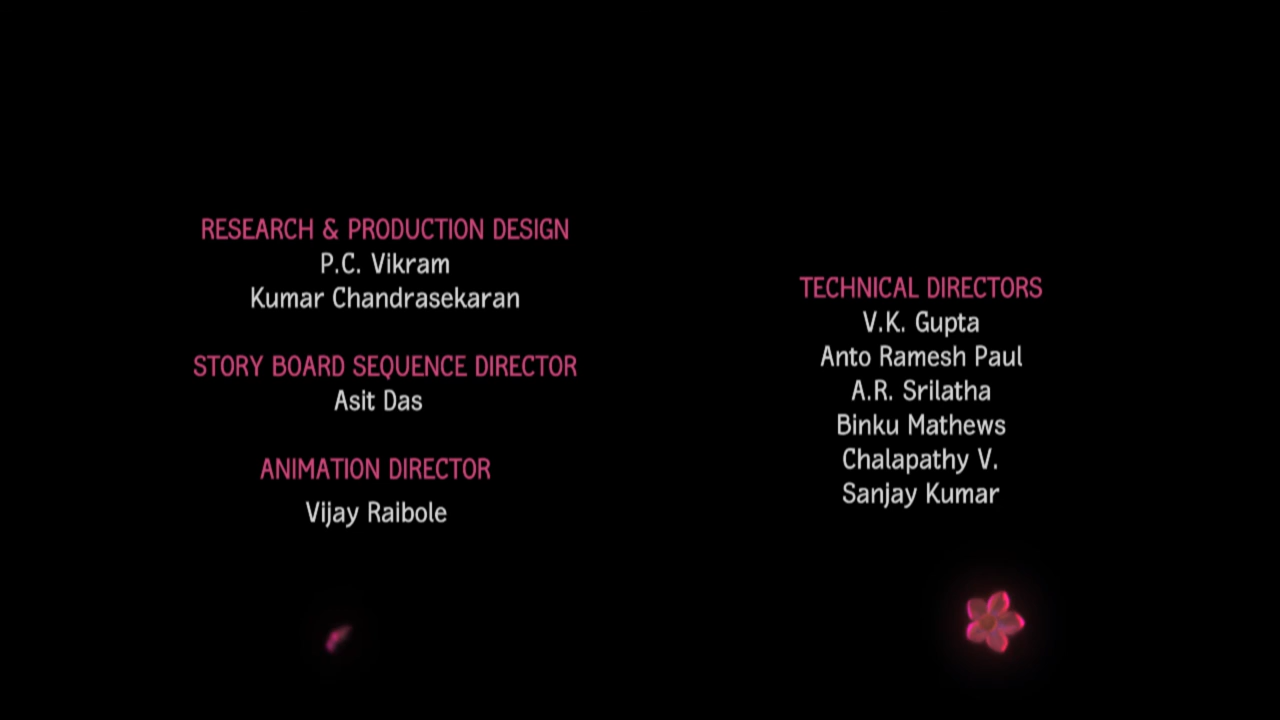 RESEARCH & PRODUCTION DESIGN
P.C. Vikram
Kumar Chandrasekaran
STORY BOARD SEQUENCE DIRECTOR
Asit Das
ANIMATION DIRECTOR
Vijay Raibole
TECHNICAL DIRECTORS
V.K. Gupta
Anto Ramesh Paul
A.R. Srilatha
Binku Mathews
Chalapathy V.
Sanjay Kumar